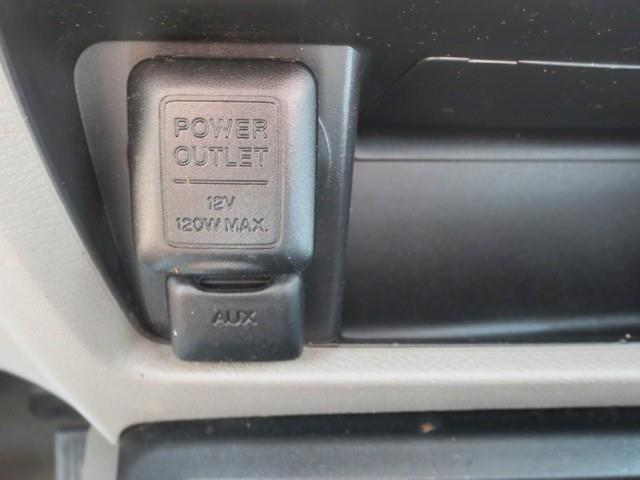 POWER
OUTLET
12V
120W MAX.
AUX